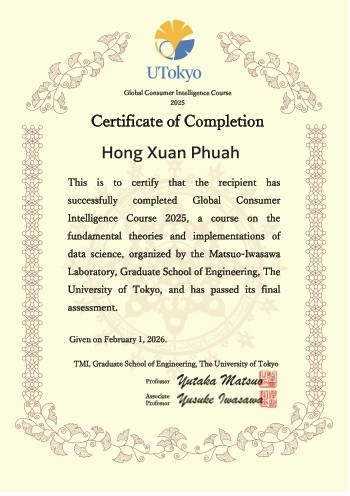 UTokyo
Global Consumer Intelligence Course
2025
Certificate of Completion
Hong Xuan Phuah
This is to certify that the recipient has
successfully completed Global Consumer
Intelligence Course 2025, a course on the
fundamental theories and implementations of
data science, organized by the Matsuo-Iwasawa
Laboratory, Graduate School of Engineering, The
University of Tokyo, and has passed its final
assessment.
Given on February 1, 2026.
TMI, Graduate School of Engineering, The University of Tokyo
Professor Yutaka Matsuo
Associate
Professor Yusuke Iwasawa